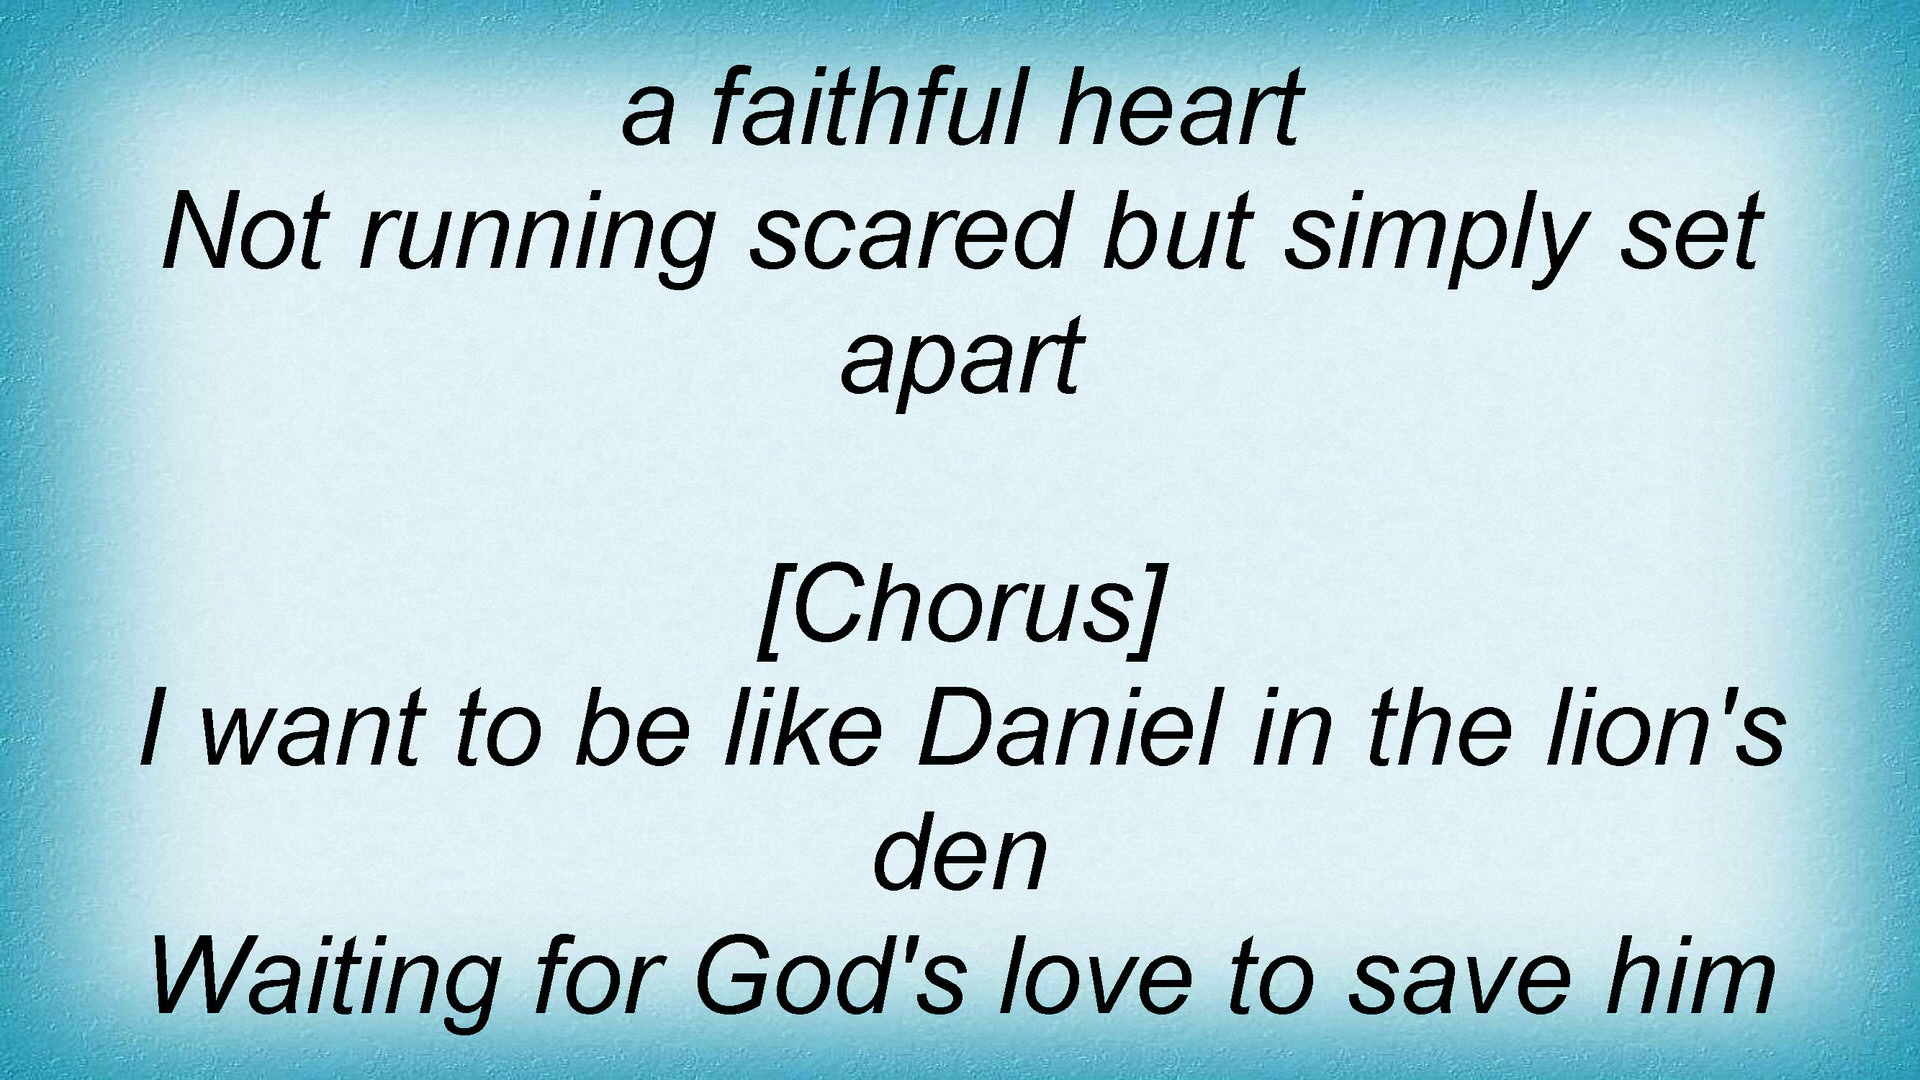 a faithful heart
Not running scared but simply set
apart
[Chorus]
I want to be like Daniel in the lion's
den
Waiting for God's love to save him